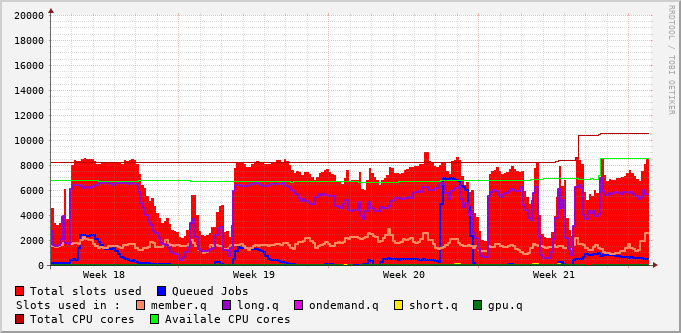 20000
18000
16000
14000
12000
10000
8000
6000
4000
2000
0
Week 18 Week 19 Week 20 Week 21
Total slots used Queued Jobs
Slots used in : member.q long.q ondemand.q short.q gpu.q
Total CPU cores Availale CPU cores
RRDTOOL / TOBI OETIKER